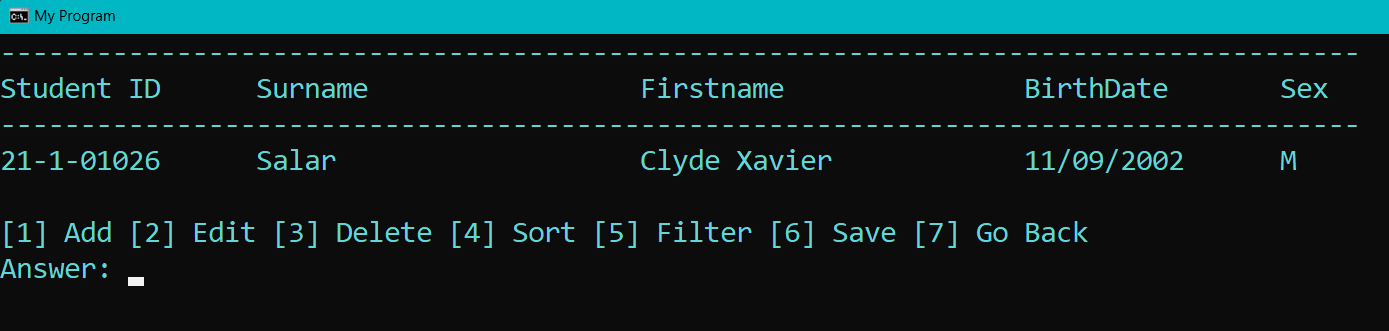 My Program
-------------------------------------------------------------------------------------
Student ID      Surname                 Firstname               BirthDate       Sex
-------------------------------------------------------------------------------------
21-1-01026      Salar                   Clyde Xavier            11/09/2002      M
[1] Add [2] Edit [3] Delete [4] Sort [5] Filter [6] Save [7] Go Back
Answer: